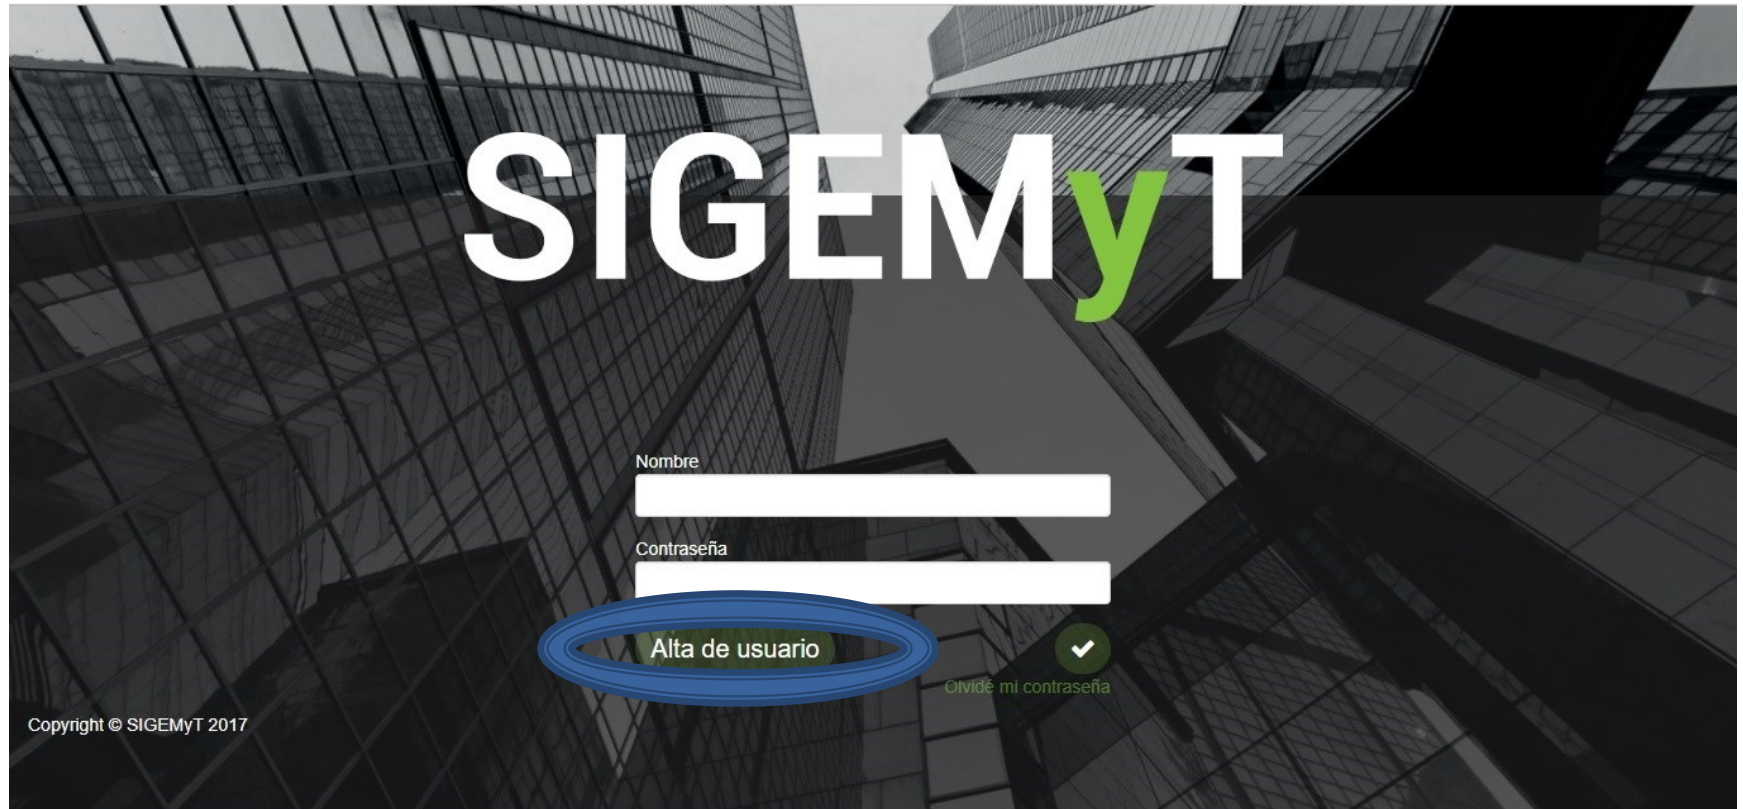 SIGEMyT
Nombre
Contraseña
Alta de usuario
Olvidé mi contraseña
Copyright © SIGEMyT 2017